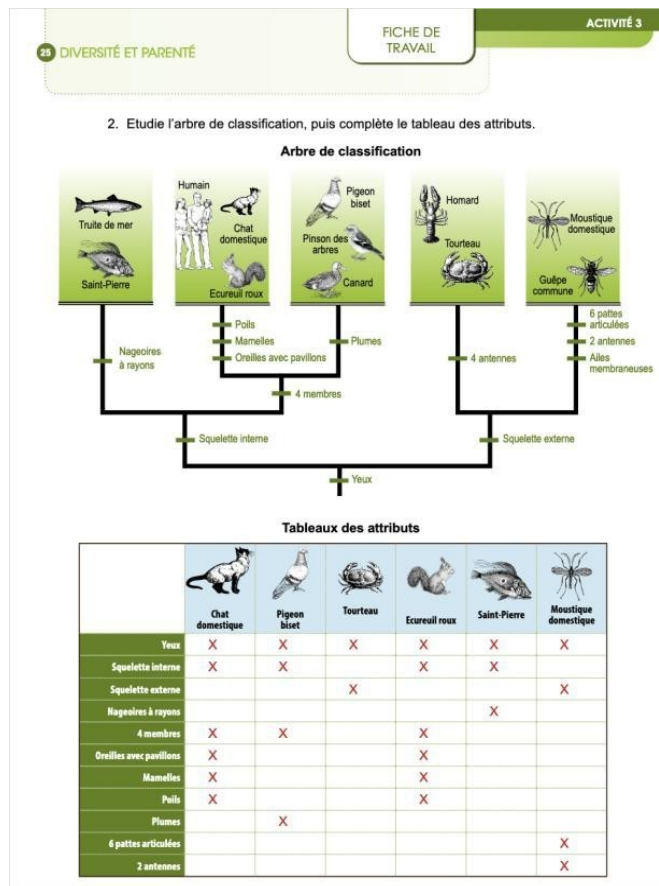 ACTIVITÉ 3
FICHE DE
TRAVAIL
25 DIVERSITÉ ET PARENTÉ
2. Etudie l'arbre de classification, puis complète le tableau des attributs.
Arbre de classification
Truite de mer
Saint-Pierre
Humain
Chat
domestique
Ecureuil roux
Pigeon
biset
Pinson des
arbres
Canard
Homard
Tourteau
Moustique
domestique
Guêpe
commune
Nageoires
à rayons
Poils
Mamelles
Oreilles avec pavillons
Plumes
4 membres
4 antennes
6 pattes
articulées
2 antennes
Ailes
membraneuses
Squelette interne
Squelette externe
Yeux
Tableaux des attributs
Chat domestique Pigeon biset Tourteau Ecureuil roux Saint-Pierre Moustique domestique
Yeux X X X X X X
Squelette interne X X X X
Squelette externe X X
Nageoires à rayons X
4 membres X X X
Oreilles avec pavillons X X
Mamelles X X
Poils X X
Plumes X
6 pattes articulées X
2 antennes X